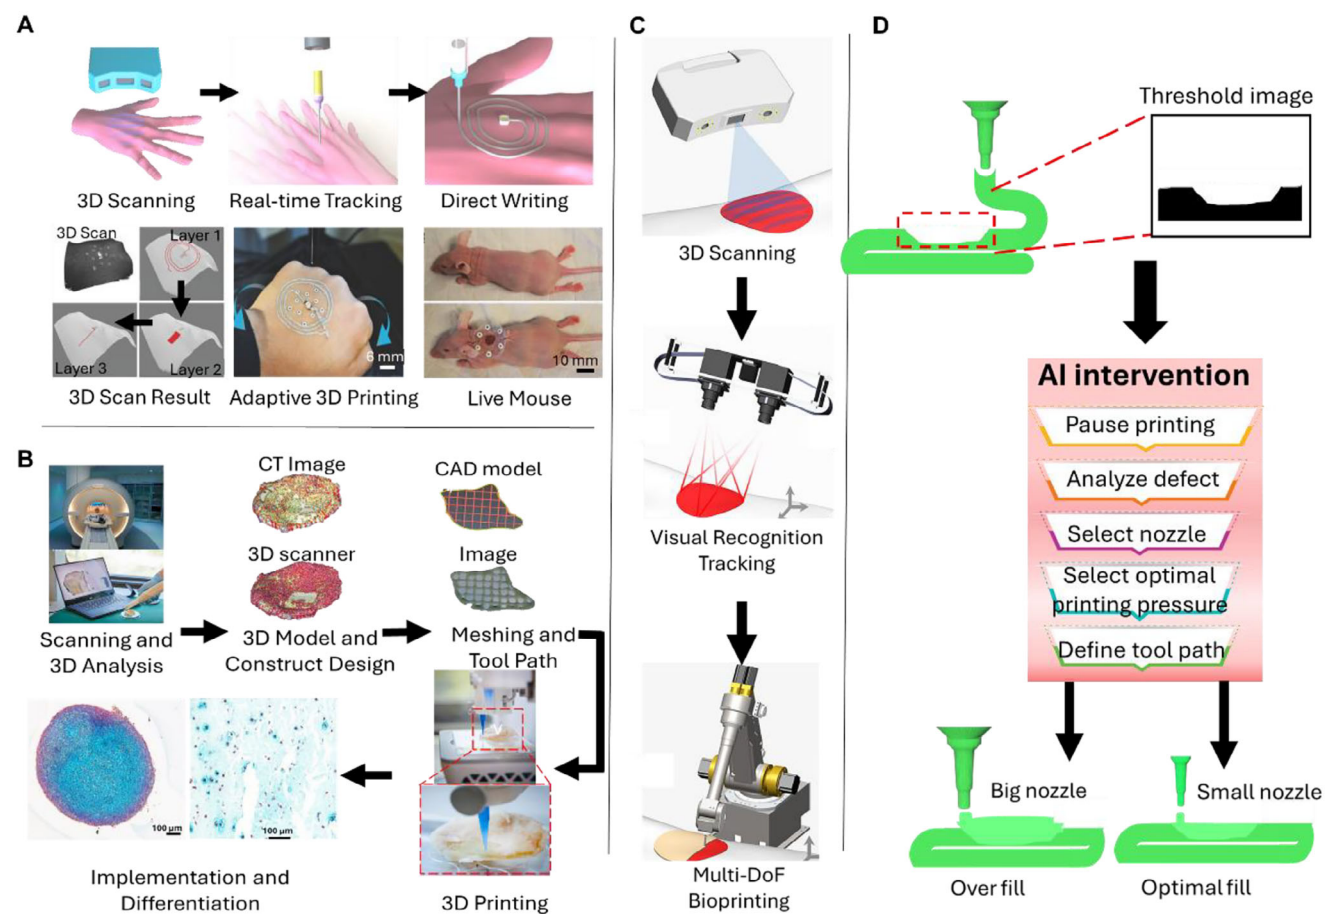 A
3D Scanning
Real-time Tracking
Direct Writing
3D Scan
Layer 1
Layer 3
Layer 2
6 mm
10 mm
3D Scan Result
Adaptive 3D Printing
Live Mouse
B
CT Image
CAD model
3D scanner
Image
Scanning and
3D Analysis
3D Model and
Construct Design
Meshing and
Tool Path
100 µm
100 µm
Implementation and
Differentiation
3D Printing
C
3D Scanning
Visual Recognition
Tracking
Multi-DoF
Bioprinting
D
Threshold image
AI intervention
Pause printing
Analyze defect
Select nozzle
Select optimal
printing pressure
Define tool path
Big nozzle
Small nozzle
Over fill
Optimal fill